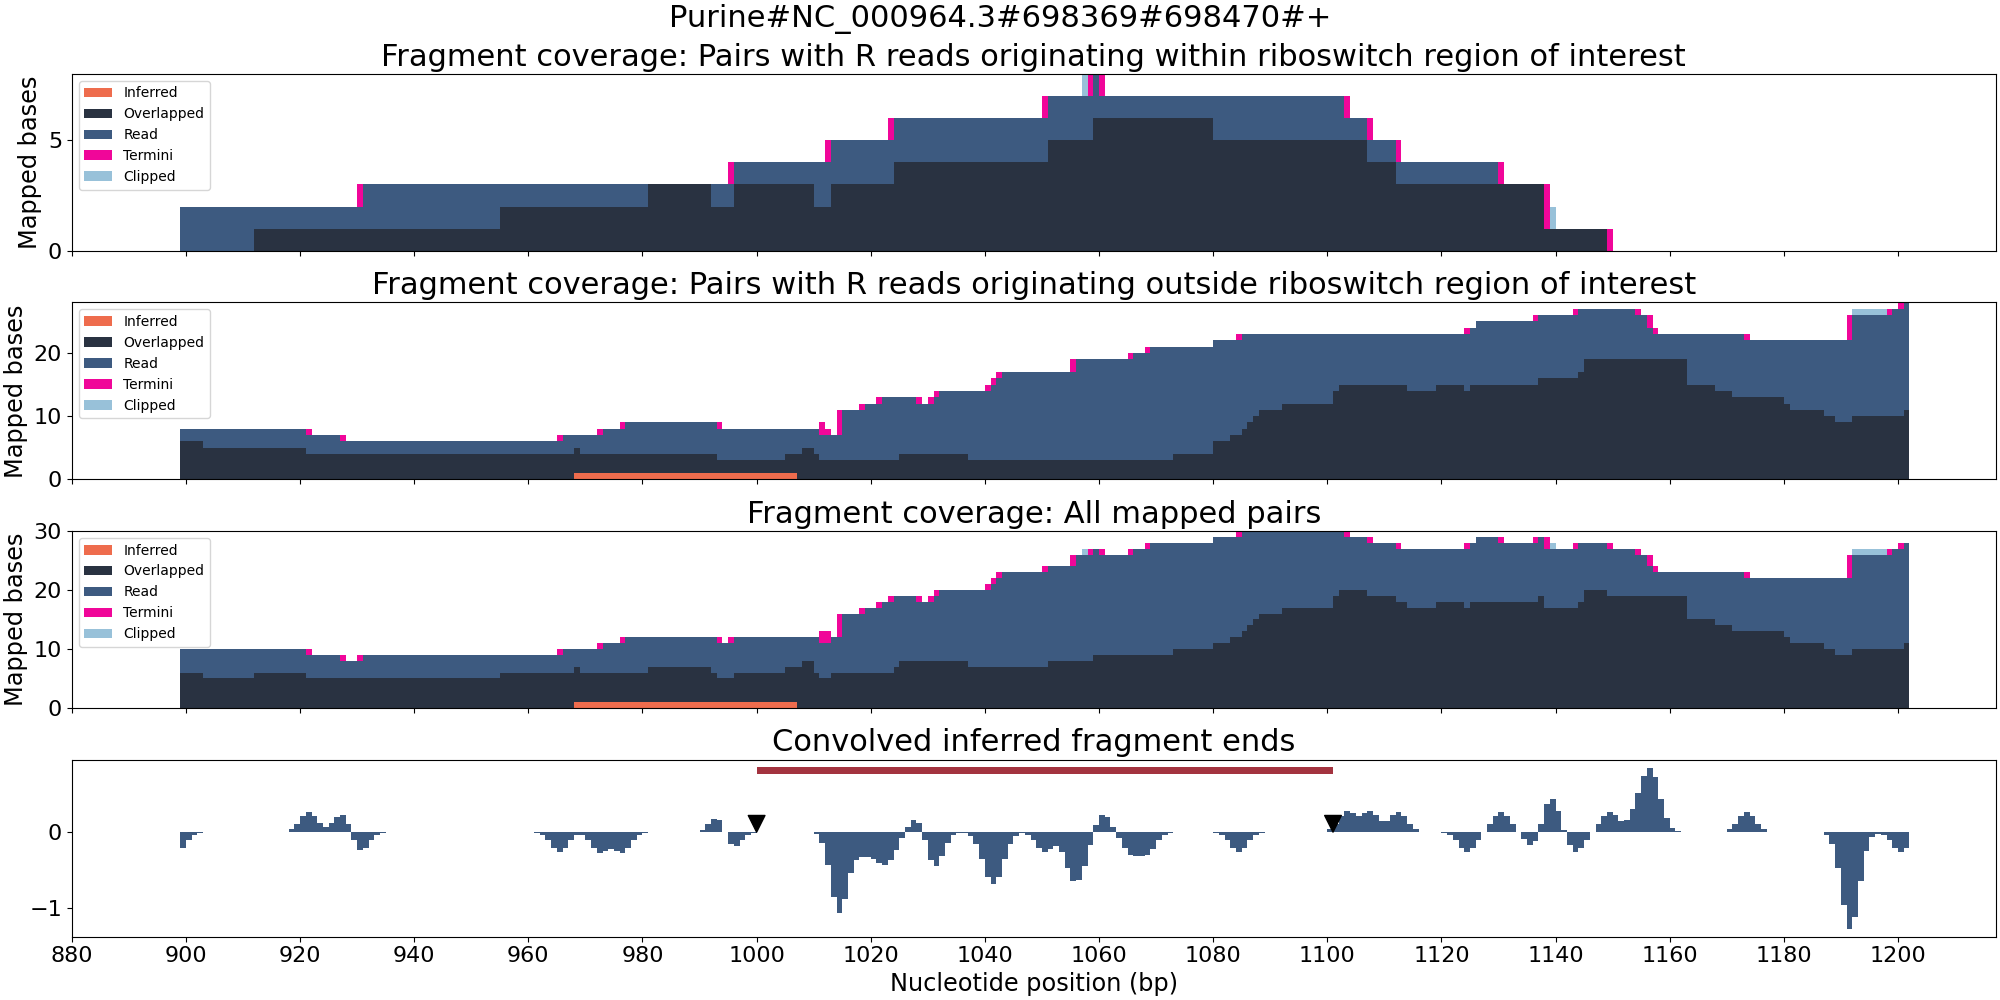 Purine#NC_000964.3#698369#698470#+
Fragment coverage: Pairs with R reads originating within riboswitch region of interest
Mapped bases
5
0
Inferred
Overlapped
Read
Termini
Clipped
Fragment coverage: Pairs with R reads originating outside riboswitch region of interest
Mapped bases
20
10
0
Inferred
Overlapped
Read
Termini
Clipped
Fragment coverage: All mapped pairs
Mapped bases
30
20
10
0
Inferred
Overlapped
Read
Termini
Clipped
Convolved inferred fragment ends
0
−1
880 900 920 940 960 980 1000 1020 1040 1060 1080 1100 1120 1140 1160 1180 1200
Nucleotide position (bp)